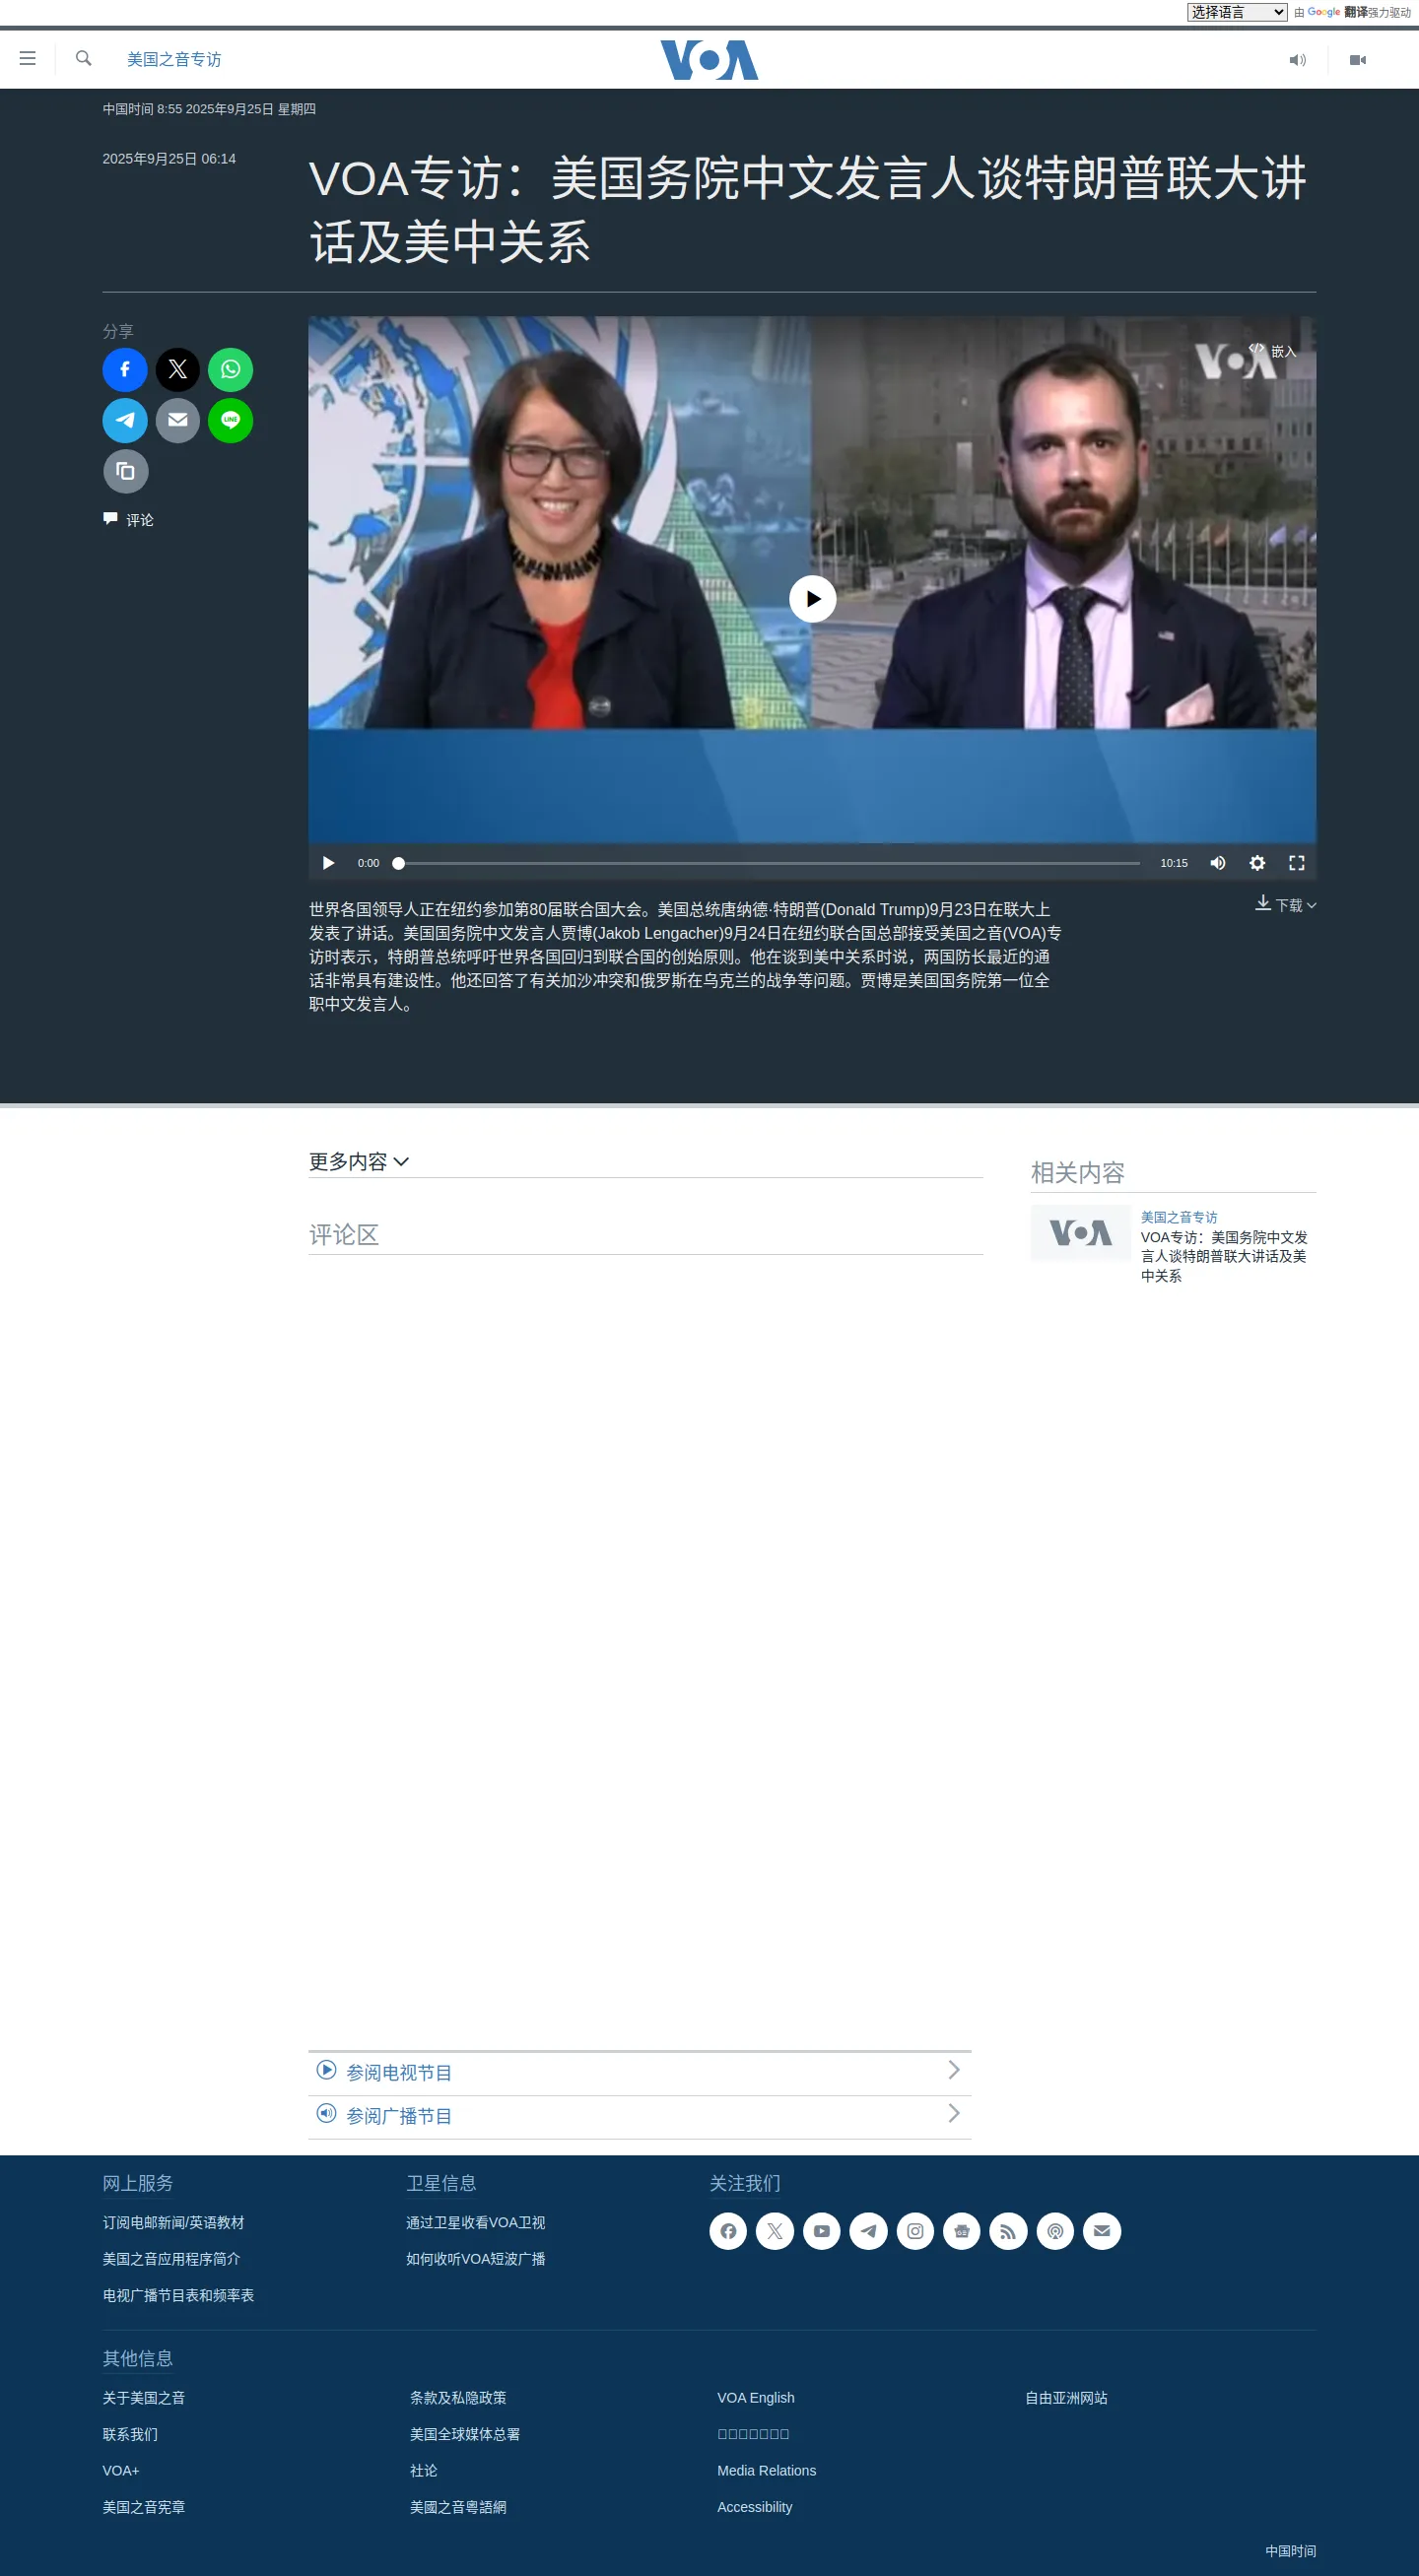 选择语言
由 Google 翻译强力驱动
美国之音专访
VOA
中国时间 8:55 2025年9月25日 星期四
2025年9月25日 06:14
VOA专访：美国务院中文发言人谈特朗普联大讲
话及美中关系
分享
LINE
评论
VOA
嵌入
0:00
10:15
下载
世界各国领导人正在纽约参加第80届联合国大会。美国总统唐纳德·特朗普(Donald Trump)9月23日在联大上
发表了讲话。美国国务院中文发言人贾博(Jakob Lengacher)9月24日在纽约联合国总部接受美国之音(VOA)专
访时表示，特朗普总统呼吁世界各国回归到联合国的创始原则。他在谈到美中关系时说，两国防长最近的通
话非常具有建设性。他还回答了有关加沙冲突和俄罗斯在乌克兰的战争等问题。贾博是美国国务院第一位全
职中文发言人。
更多内容
评论区
相关内容
VOA
美国之音专访
VOA专访：美国务院中文发
言人谈特朗普联大讲话及美
中关系
参阅电视节目
参阅广播节目
网上服务
订阅电邮新闻/英语教材
美国之音应用程序简介
电视广播节目表和频率表
卫星信息
通过卫星收看VOA卫视
如何收听VOA短波广播
关注我们
其他信息
关于美国之音
联系我们
VOA+
美国之音宪章
条款及私隐政策
美国全球媒体总署
社论
美國之音粵語網
VOA English
Media Relations
Accessibility
自由亚洲网站
中国时间